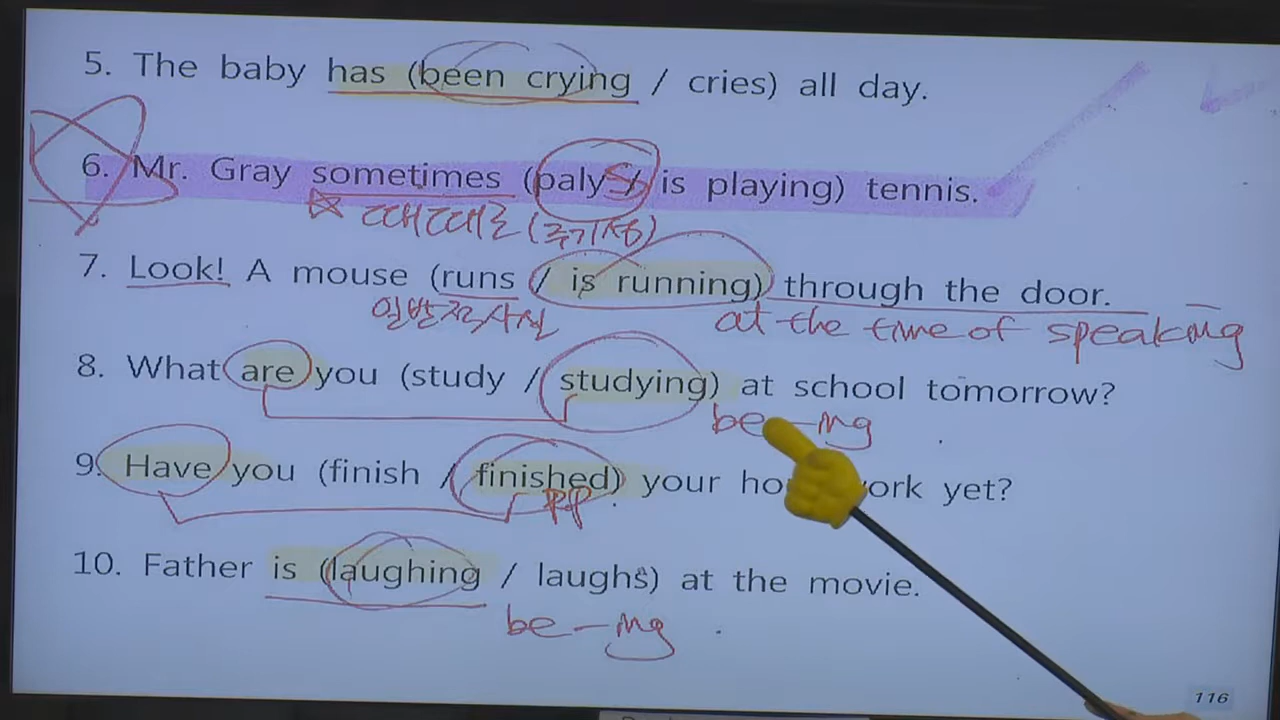 5. The baby has (been crying / cries) all day.
6. Mr. Gray sometimes (palys / is playing) tennis.
때때로 (주기성)
7. Look! A mouse (runs / is running) through the door.
일반적사실 at the time of speaking
8. What are you (study / studying) at school tomorrow?
be-ing
9. Have you (finish / finished) your ho ork yet?
PP
10. Father is (laughing / laughs) at the movie.
be-ing
116